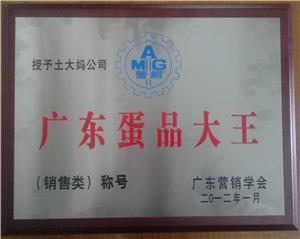 授予土大妈公司
AMG
营销
广东蛋品大王
(销售类)称号
广东营销学会
二〇一二年一月